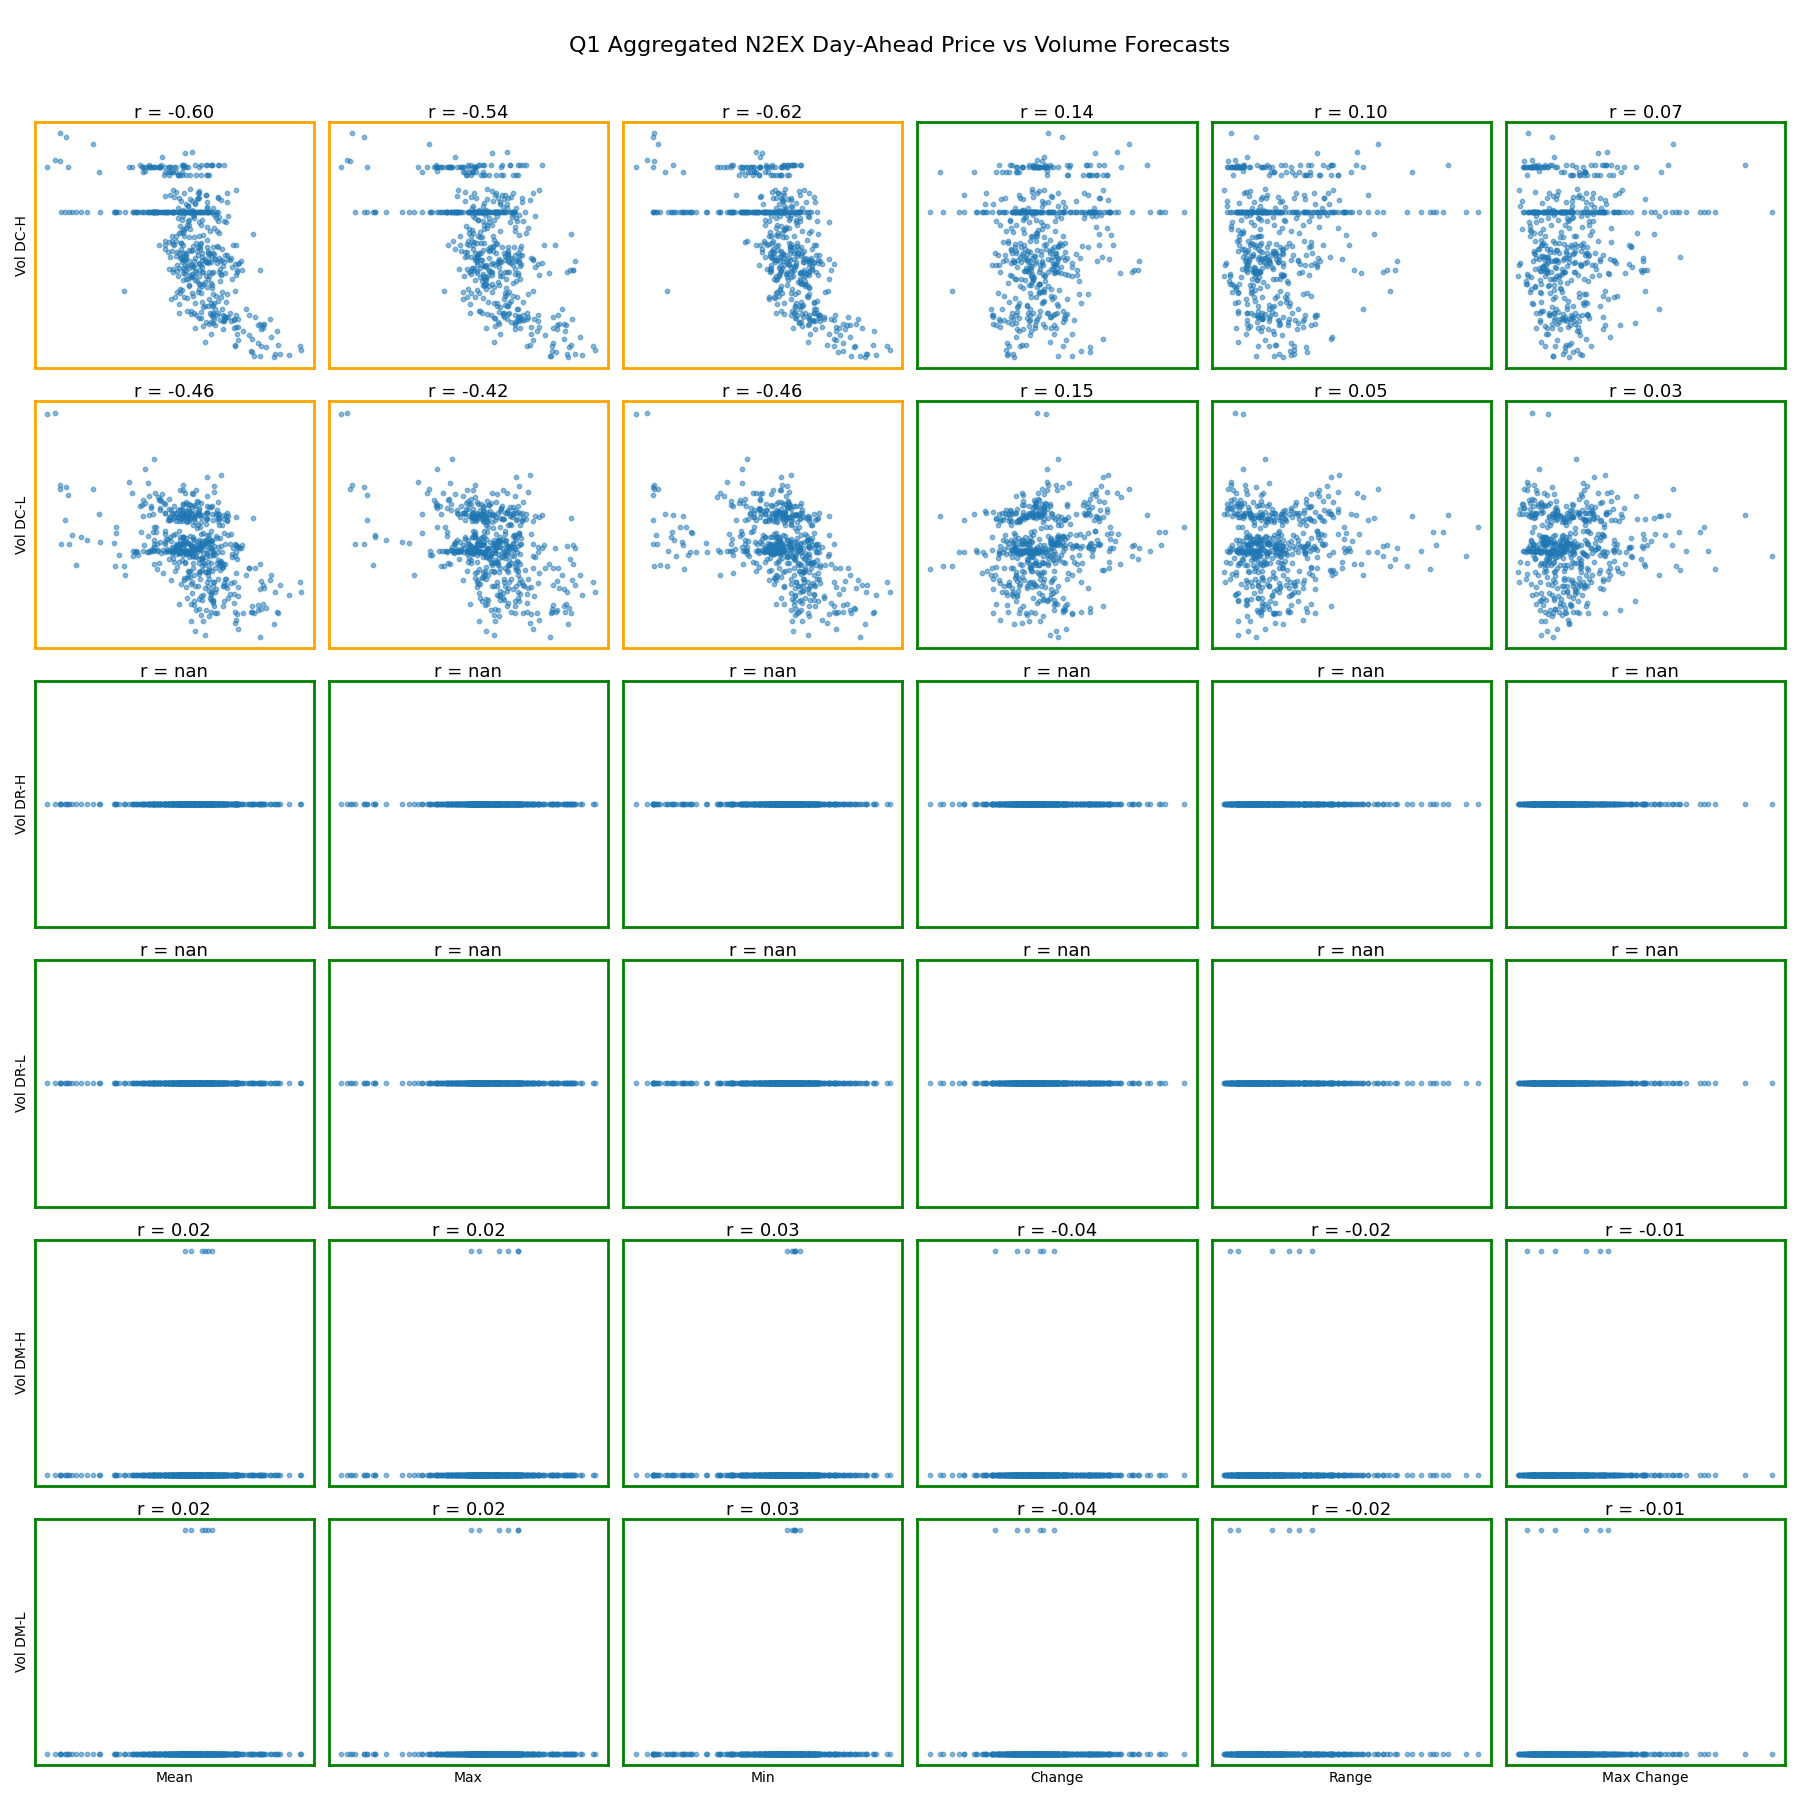 Q1 Aggregated N2EX Day-Ahead Price vs Volume Forecasts
r = -0.60
r = -0.54
r = -0.62
r = 0.14
r = 0.10
r = 0.07
Vol DC-H
r = -0.46
r = -0.42
r = -0.46
r = 0.15
r = 0.05
r = 0.03
Vol DC-L
r = nan
r = nan
r = nan
r = nan
r = nan
r = nan
Vol DR-H
r = nan
r = nan
r = nan
r = nan
r = nan
r = nan
Vol DR-L
r = 0.02
r = 0.02
r = 0.03
r = -0.04
r = -0.02
r = -0.01
Vol DM-H
r = 0.02
r = 0.02
r = 0.03
r = -0.04
r = -0.02
r = -0.01
Vol DM-L
Mean
Max
Min
Change
Range
Max Change